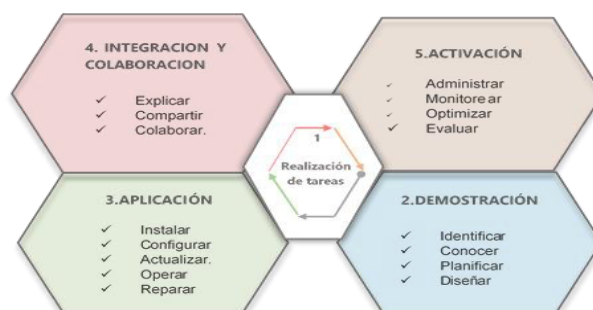 4. INTEGRACION Y
COLABORACION
✓ Explicar
✓ Compartir
✓ Colaborar.
5.ACTIVACIÓN
✓ Administrar
✓ Monitorear
✓ Optimizar
✓ Evaluar
1
Realización
de tareas
3.APLICACIÓN
✓ Instalar
✓ Configurar
✓ Actualizar.
✓ Operar
✓ Reparar
2.DEMOSTRACIÓN
✓ Identificar
✓ Conocer
✓ Planificar
✓ Diseñar